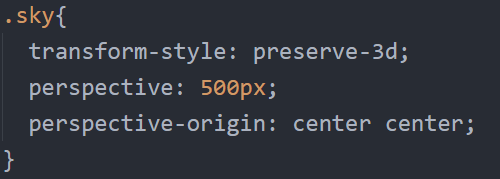 .sky{
transform-style: preserve-3d;
perspective: 500px;
perspective-origin: center center;
}